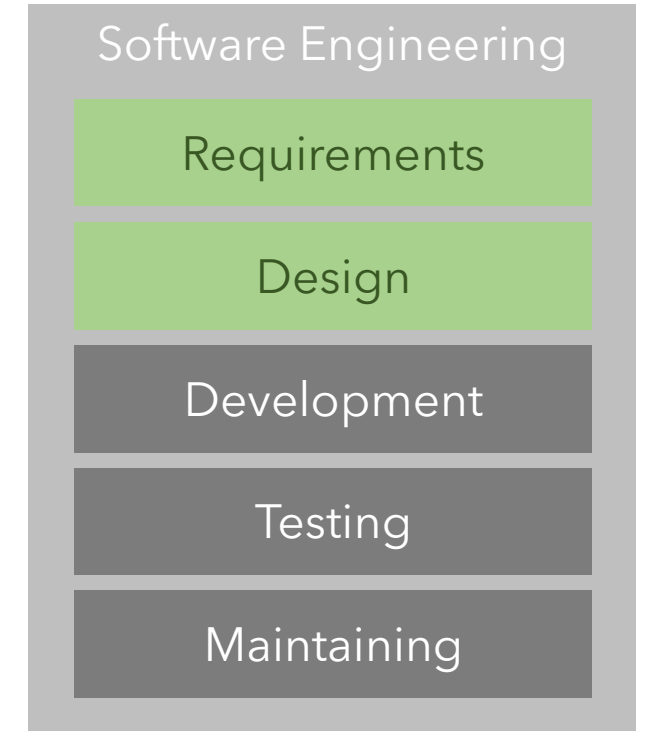 Software Engineering
Requirements
Design
Development
Testing
Maintaining